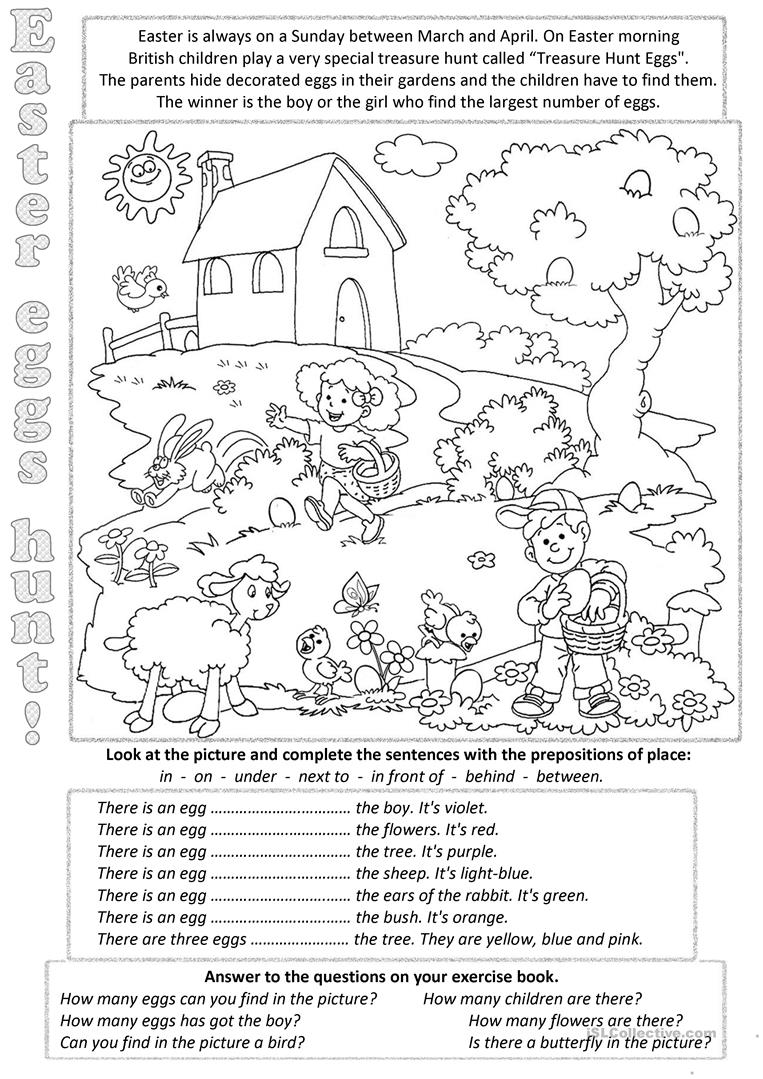 Easter eggs hunt!
Easter is always on a Sunday between March and April. On Easter morning
British children play a very special treasure hunt called “Treasure Hunt Eggs".
The parents hide decorated eggs in their gardens and the children have to find them.
The winner is the boy or the girl who find the largest number of eggs.
Look at the picture and complete the sentences with the prepositions of place:
in - on - under - next to - in front of - behind - between.
There is an egg ................................. the boy. It's violet.
There is an egg ................................. the flowers. It's red.
There is an egg ................................. the tree. It's purple.
There is an egg ................................. the sheep. It's light-blue.
There is an egg ................................. the ears of the rabbit. It's green.
There is an egg ................................. the bush. It's orange.
There are three eggs ........................ the tree. They are yellow, blue and pink.
Answer to the questions on your exercise book.
How many eggs can you find in the picture? How many children are there?
How many eggs has got the boy? How many flowers are there?
Can you find in the picture a bird? Is there a butterfly in the picture?
iSLCollective.com